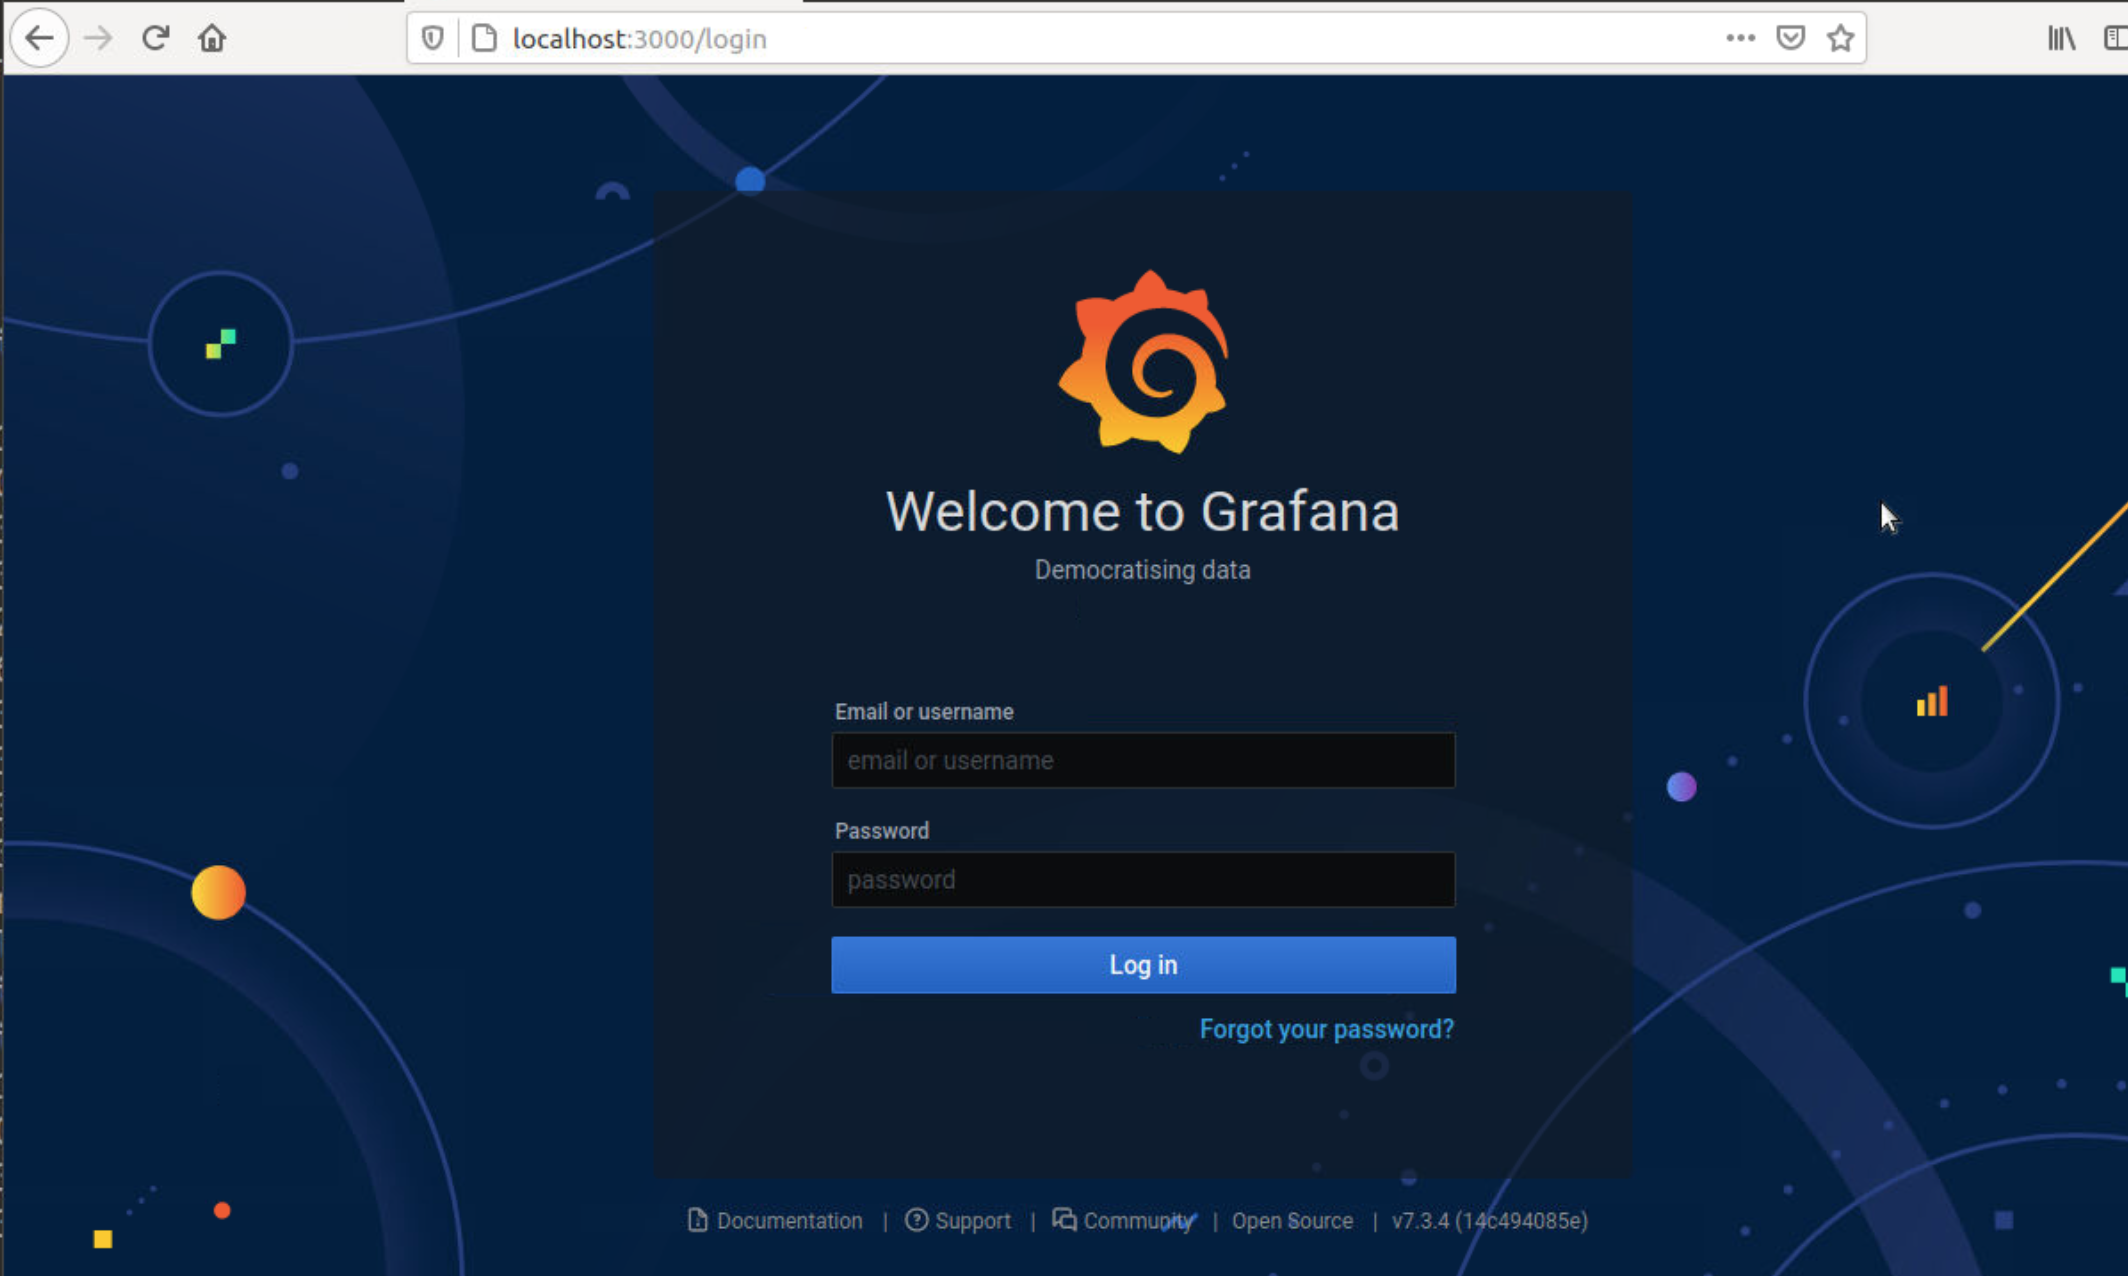 localhost:3000/login
Welcome to Grafana
Democratising data
Email or username
email or username
Password
password
Log in
Forgot your password?
Documentation | Support | Community | Open Source | v7.3.4 (14c494085e)